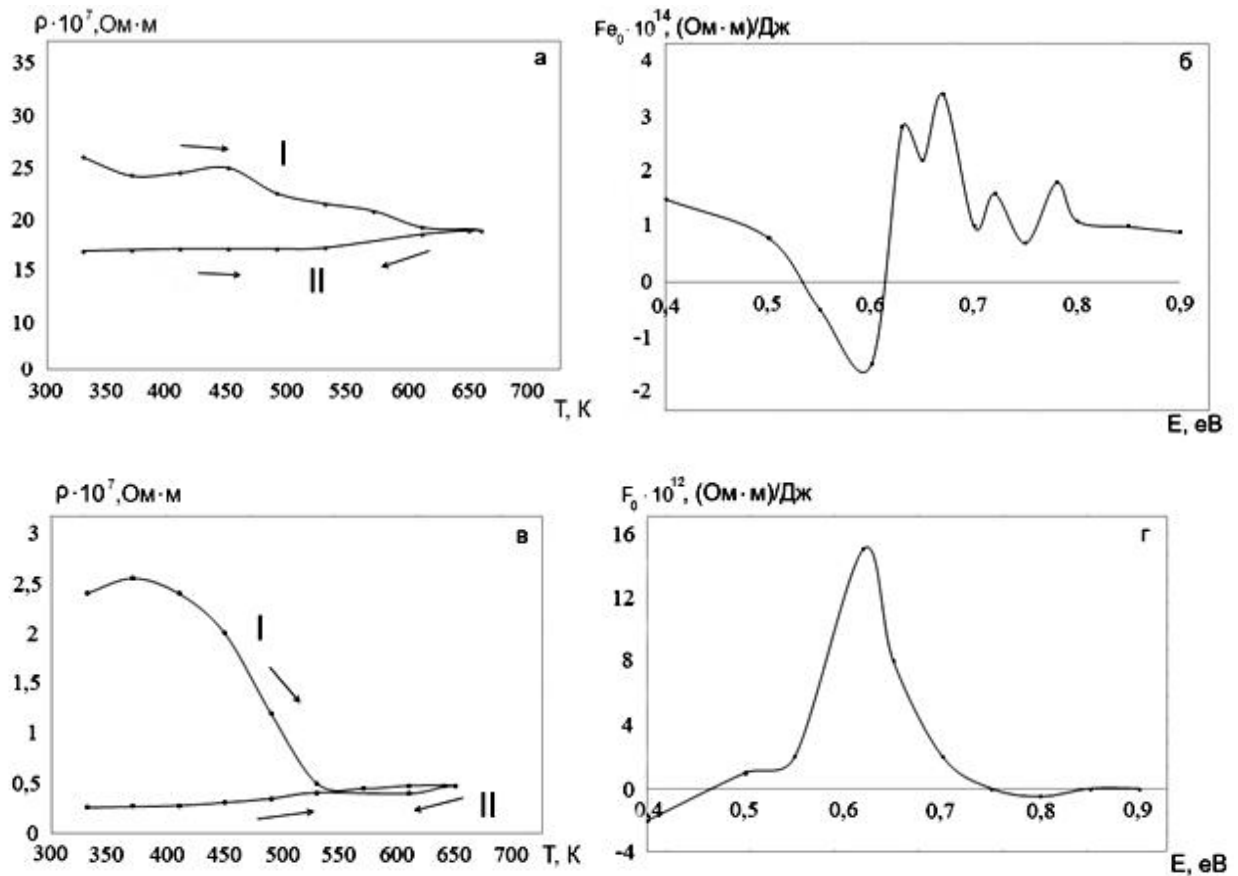 ρ·10⁷,Ом·м
а
35
30
25
20
15
10
0
I
II
300 350 400 450 500 550 600 650 700
T, К
Fe₀·10¹⁴, (Ом·м)/Дж
б
4
3
2
1
0
-1
-2
0,4 0,5 0,6 0,7 0,8 0,9
E, eB
ρ·10⁷,Ом·м
в
3
2,5
2
1,5
1
0,5
0
I
II
300 350 400 450 500 550 600 650 700 T, К
F₀·10¹², (Ом·м)/Дж
г
16
12
8
4
0
-4
0,4 0,5 0,6 0,7 0,8 0,9
E, eB